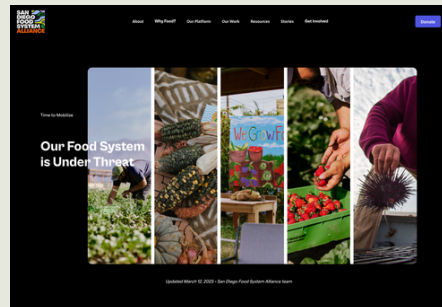 SAN
DIEGO
FOOD
SYSTEM
ALLIANCE
About Why Food? Our Platform Our Work Resources Stories Get Involved
Donate
Time to Mobilize
Our Food System
is Under Threat
We GrowFo
Updated March 12, 2025 • San Diego Food System Alliance team